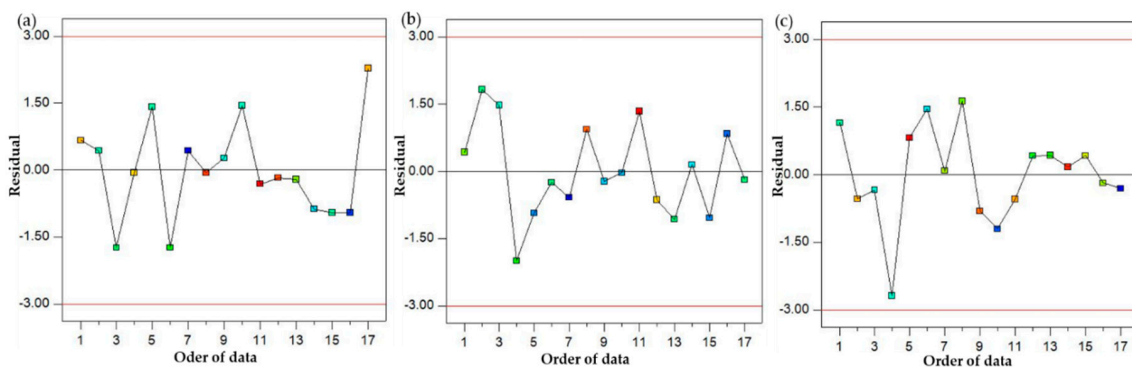 (a)
3.00
1.50
0.00
-1.50
-3.00
Residual
1 3 5 7 9 11 13 15 17
Oder of data
(b)
3.00
1.50
0.00
-1.50
-3.00
Residual
1 3 5 7 9 11 13 15 17
Order of data
(c)
3.00
1.50
0.00
-1.50
-3.00
Residual
1 3 5 7 9 11 13 15 17
Order of data